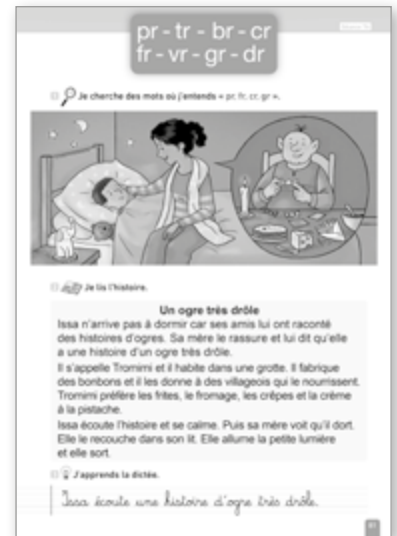 pr - tr - br - cr
fr - vr - gr - dr
Je cherche des mots où j'entends « pr, fr, cr, gr ».
Je lis l'histoire.
Un ogre très drôle
Issa n'arrive pas à dormir car ses amis lui ont raconté
des histoires d'ogres. Sa mère le rassure et lui dit qu'elle
a une histoire d'un ogre très drôle.
Il s'appelle Tromimi et il habite dans une grotte. Il fabrique
des bonbons et il les donne à des villageois qui le nourrissent.
Tromimi préfère les frites, le fromage, les crêpes et la crème
à la pistache.
Issa écoute l'histoire et se calme. Puis sa mère voit qu'il dort.
Elle le recouche dans son lit. Elle allume la petite lumière
et elle sort.
J'apprends la dictée.
Issa écoute une histoire d'ogre très drôle.